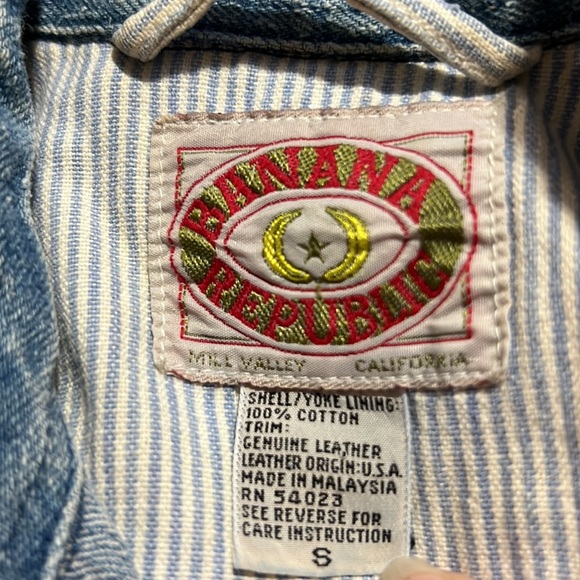 BANANA
REPUBLIC
MILL VALLEY CALIFORNIA
SHELL/YOKE LINING:
100% COTTON
TRIM:
GENUINE LEATHER
LEATHER ORIGIN:U.S.A.
MADE IN MALAYSIA
RN 54023
SEE REVERSE FOR
CARE INSTRUCTION
S